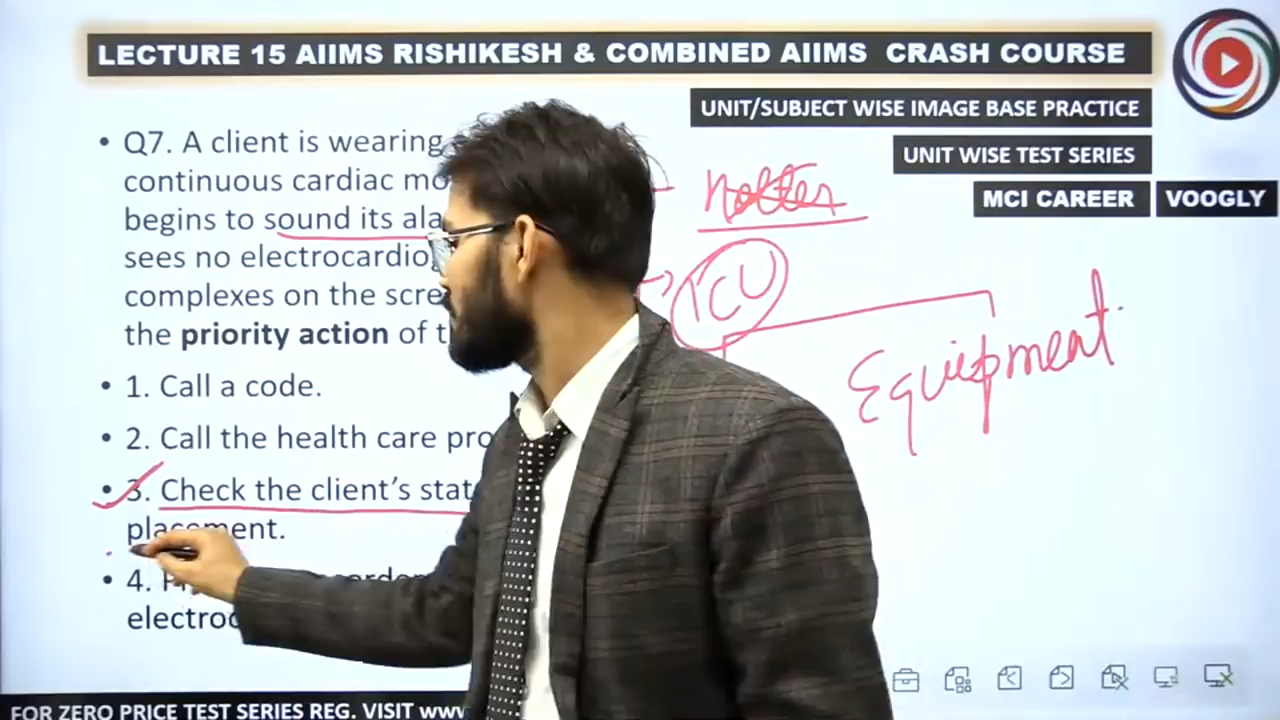 LECTURE 15 AIIMS RISHIKESH & COMBINED AIIMS CRASH COURSE
UNIT/SUBJECT WISE IMAGE BASE PRACTICE
UNIT WISE TEST SERIES
MCI CAREER VOOGLY
• Q7. A client is wearing
continuous cardiac mo
begins to sound its ala
sees no electrocardio
complexes on the scre
the priority action of t
• 1. Call a code.
• 2. Call the health care pro
• 3. Check the client's stat
placement.
• 4.
electro
Holter
ICU
Equiepment
FOR ZERO PRICE TEST SERIES REG. VISIT www